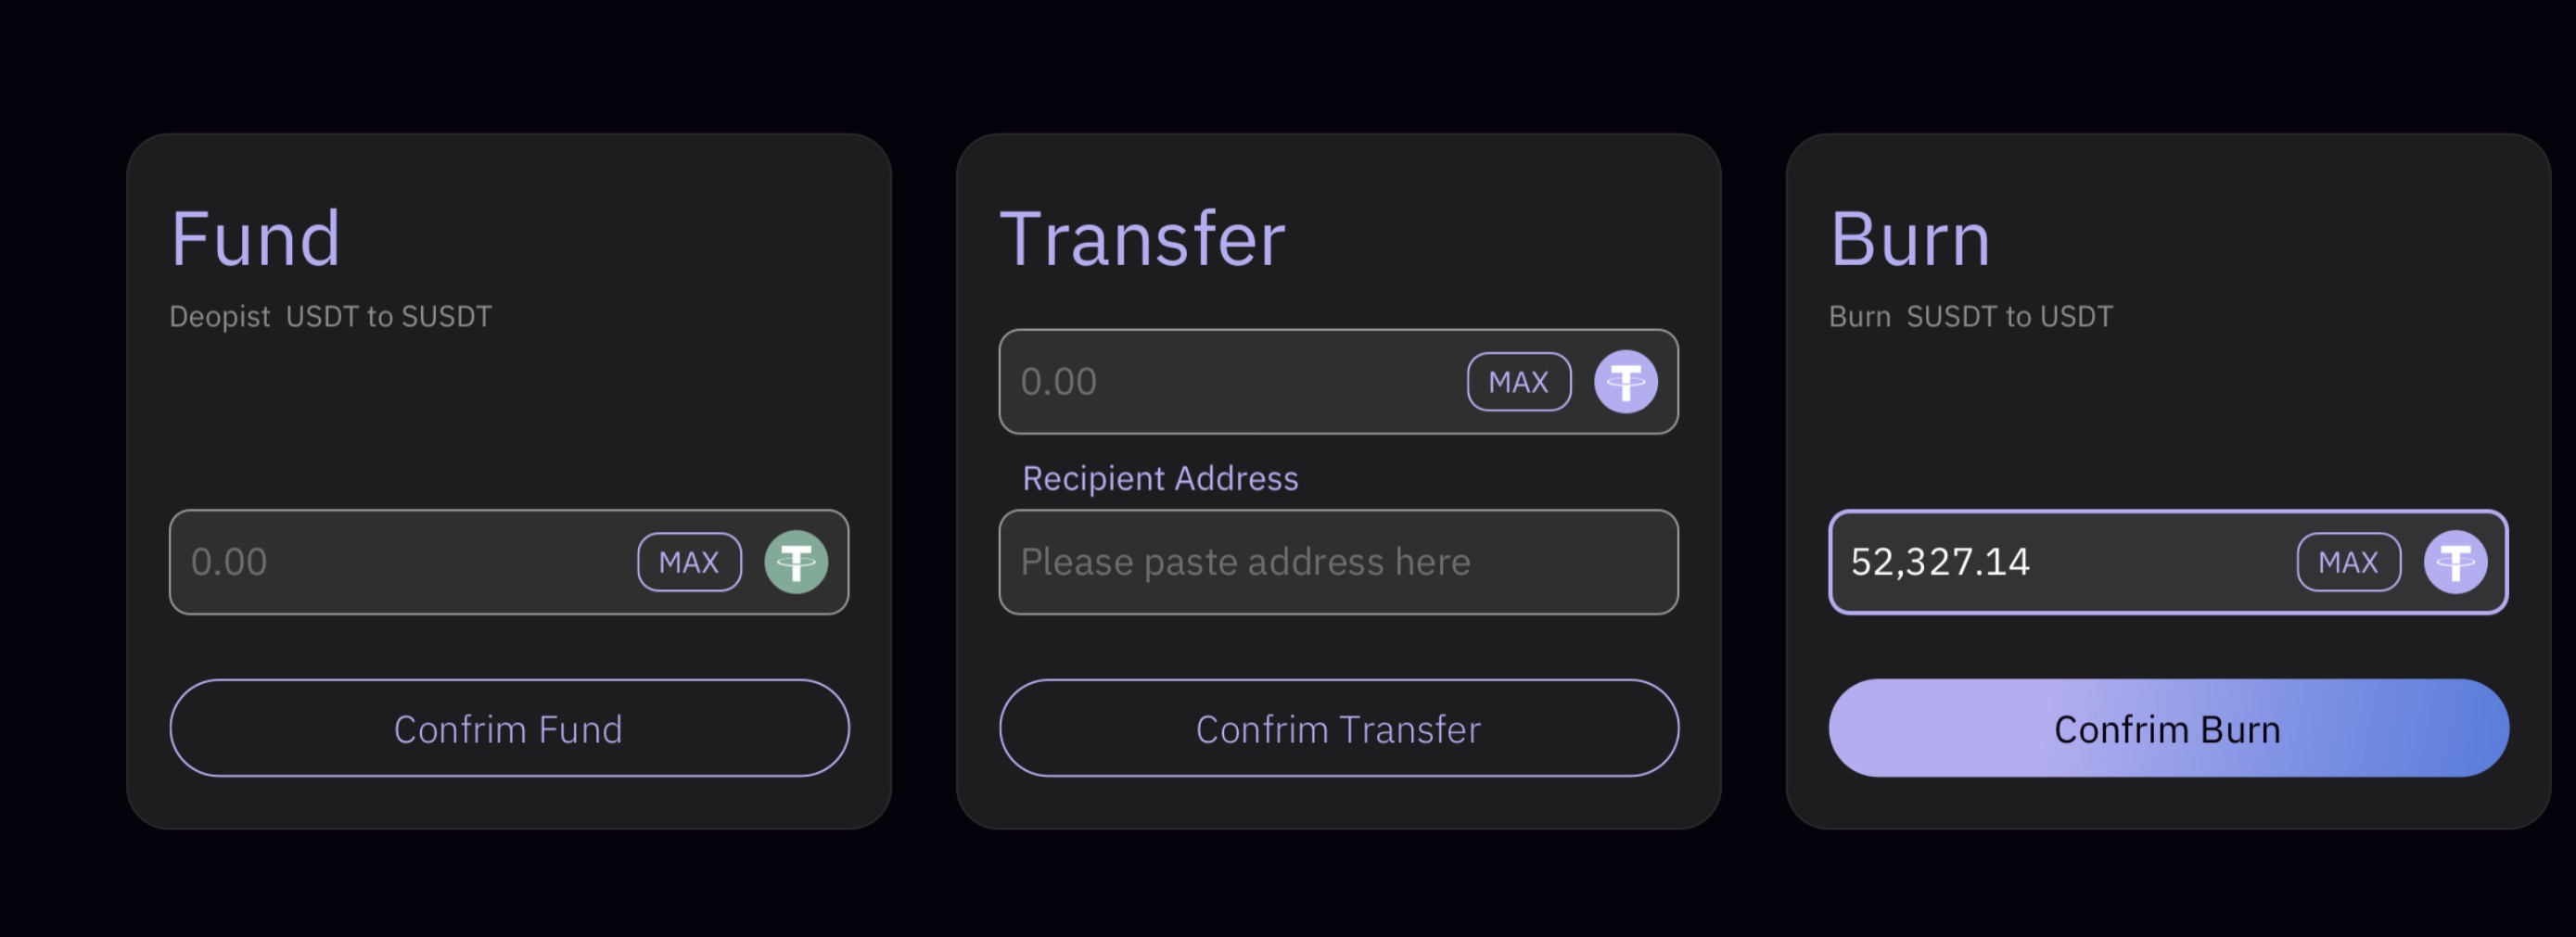 Fund
Deopist  USDT to SUSDT
0.00
MAX
Confrim Fund
Transfer
0.00
MAX
Recipient Address
Please paste address here
Confrim Transfer
Burn
Burn  SUSDT to USDT
52,327.14
MAX
Confrim Burn